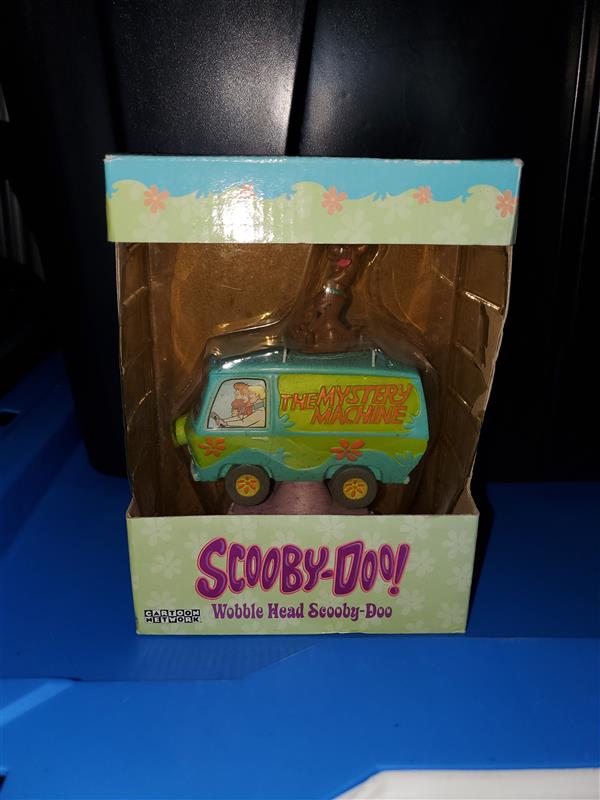 THE MYSTERY
MACHINE
SCOOBY-DOO!
CARTOON
NETWORK
Wobble Head Scooby-Doo